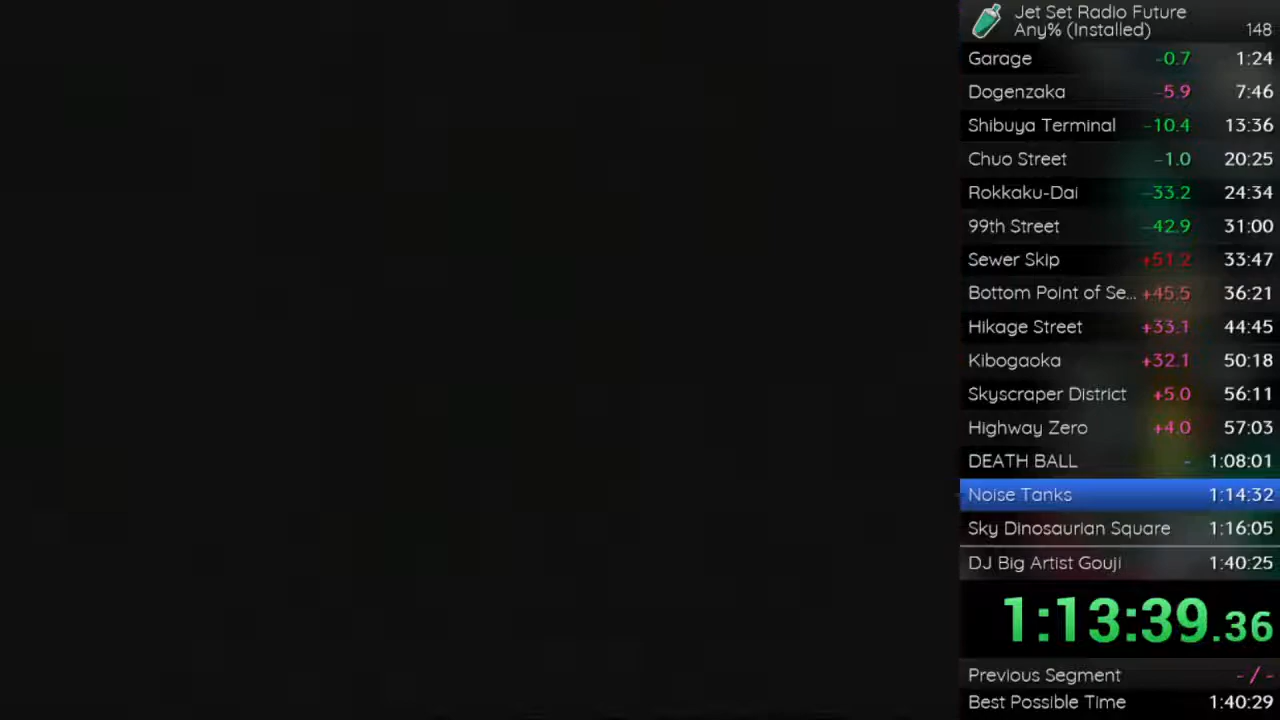 Jet Set Radio Future
Any% (Installed) 148
Garage -0.7 1:24
Dogenzaka -5.9 7:46
Shibuya Terminal -10.4 13:36
Chuo Street -1.0 20:25
Rokkaku-Dai -33.2 24:34
99th Street -42.9 31:00
Sewer Skip +51.2 33:47
Bottom Point of Se... +45.5 36:21
Hikage Street +33.1 44:45
Kibogaoka +32.1 50:18
Skyscraper District +5.0 56:11
Highway Zero +4.0 57:03
DEATH BALL - 1:08:01
Noise Tanks 1:14:32
Sky Dinosaurian Square 1:16:05
DJ Big Artist Gouji 1:40:25
1:13:39.36
Previous Segment - / -
Best Possible Time 1:40:29